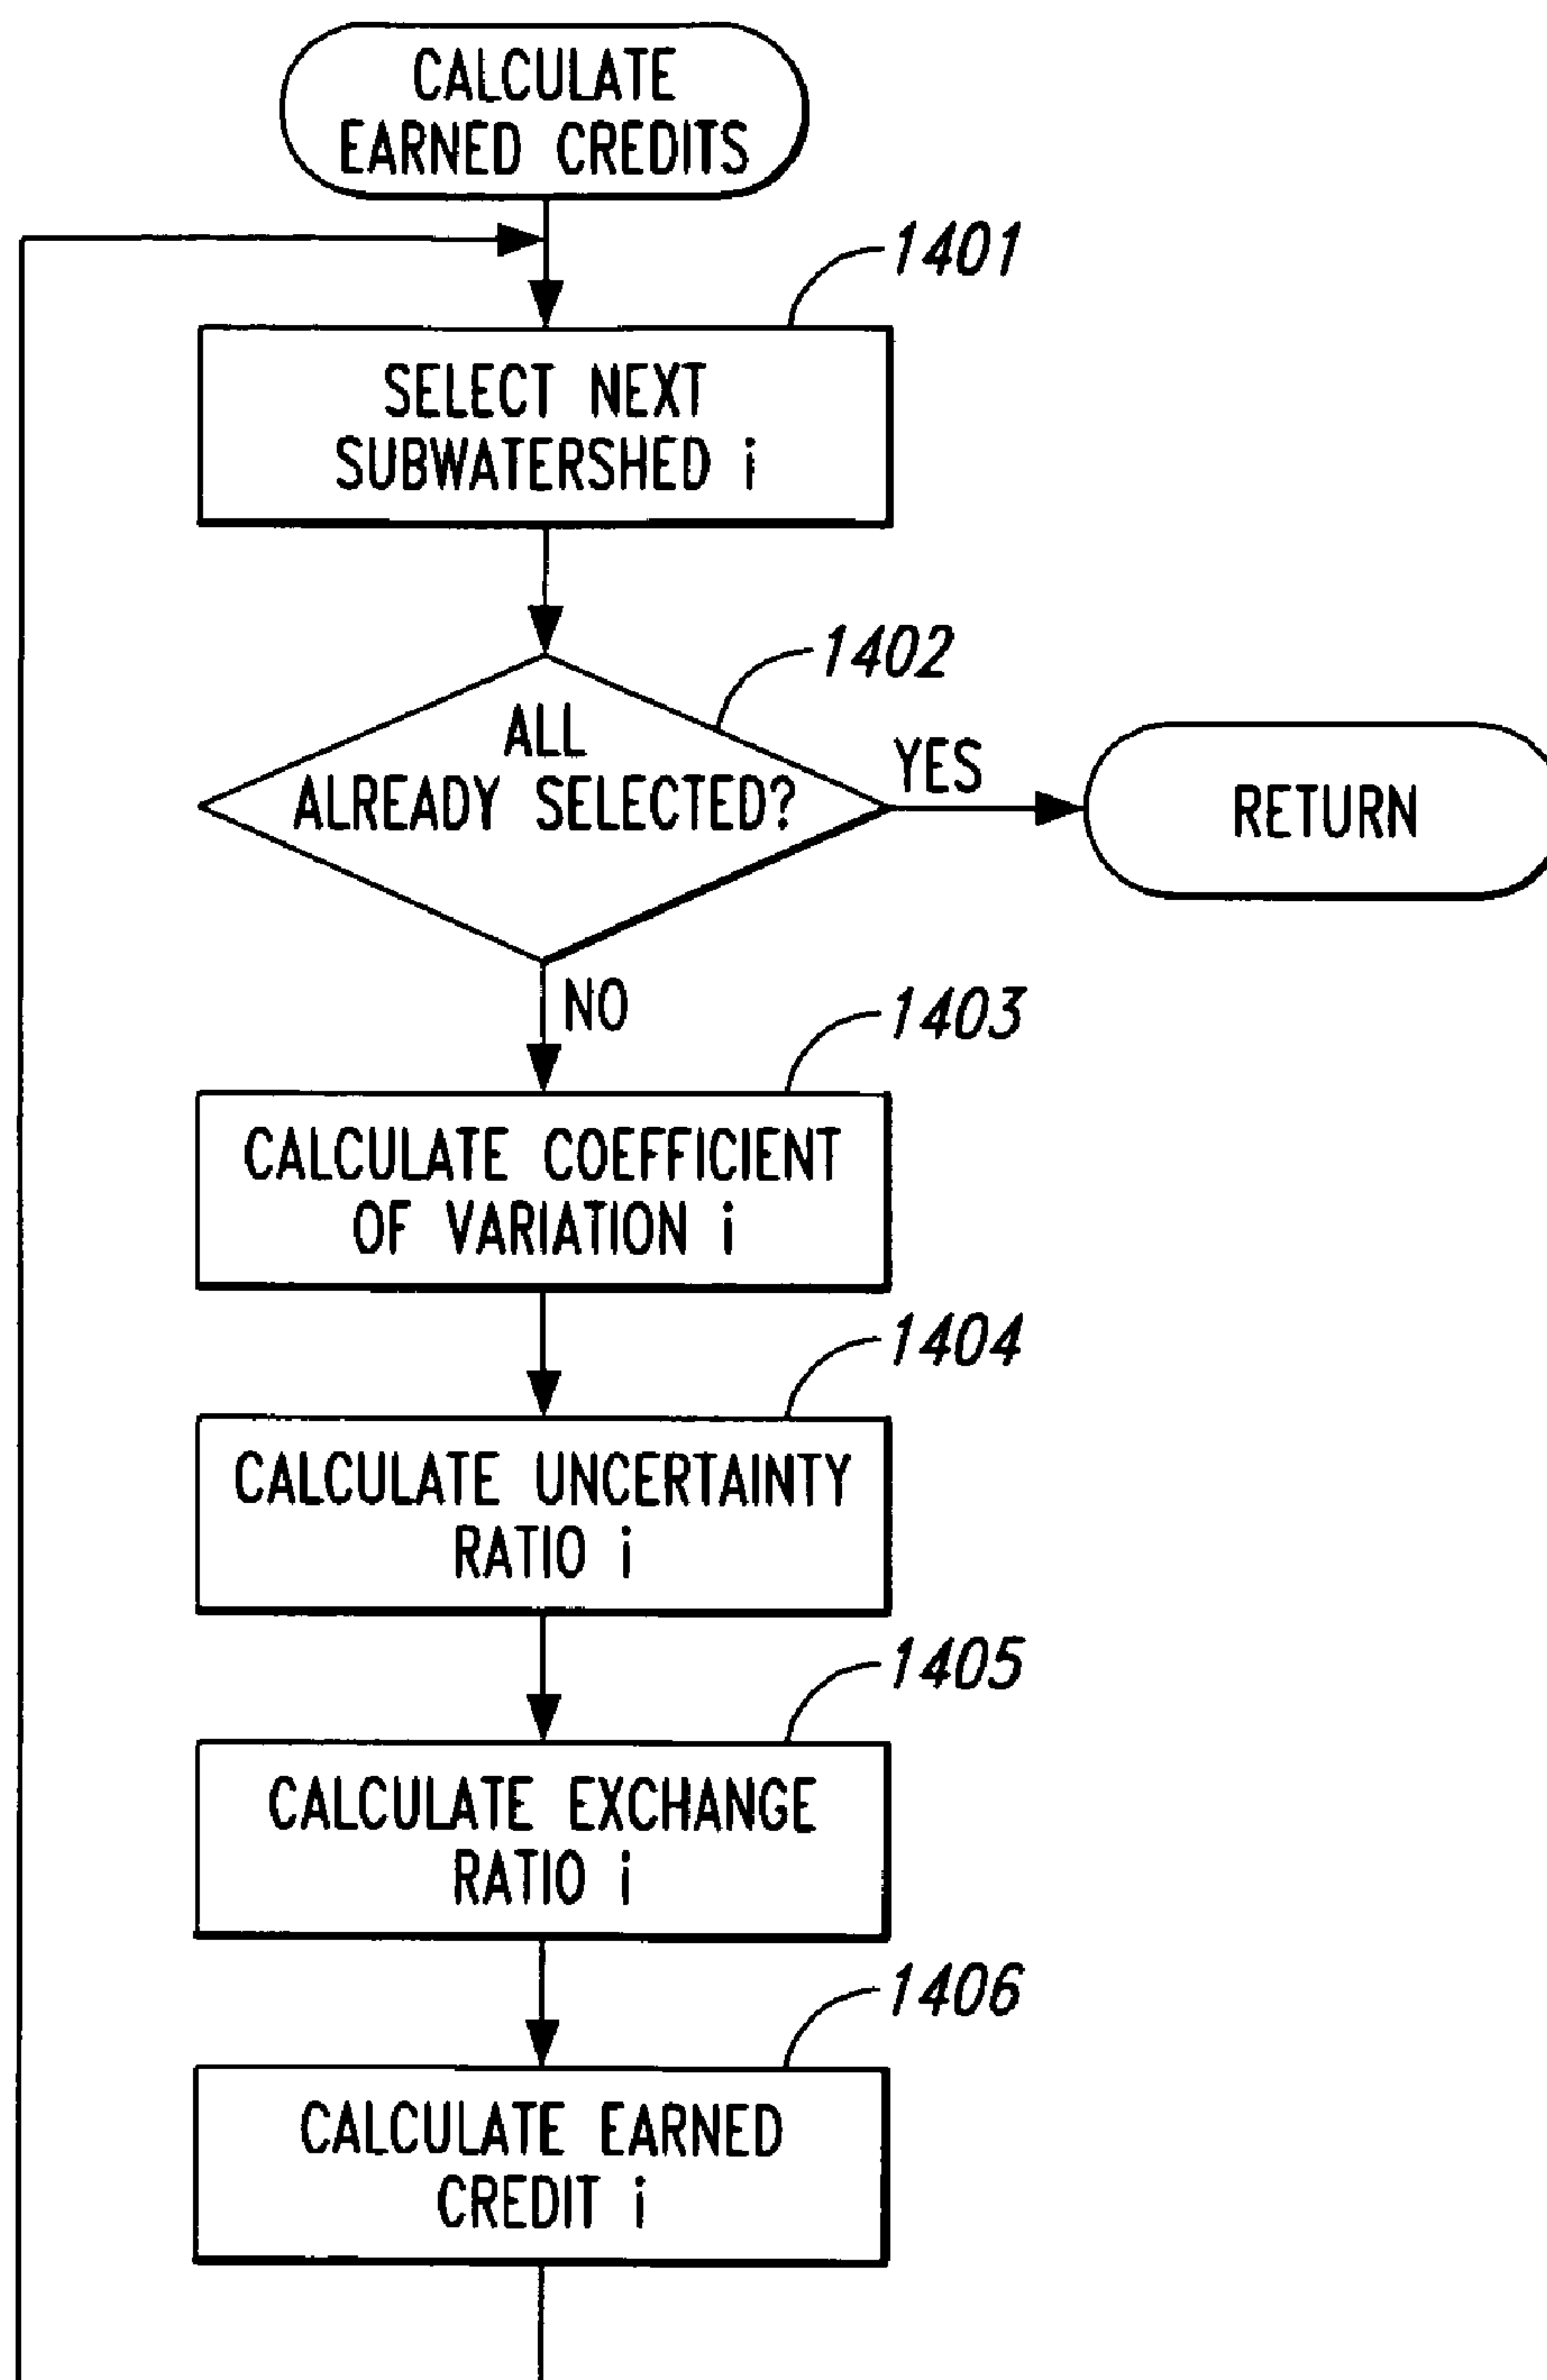 CALCULATE
EARNED CREDITS
1401
SELECT NEXT
SUBWATERSHED i
1402
ALL
ALREADY SELECTED?
YES
RETURN
NO
1403
CALCULATE COEFFICIENT
OF VARIATION i
1404
CALCULATE UNCERTAINTY
RATIO i
1405
CALCULATE EXCHANGE
RATIO i
1406
CALCULATE EARNED
CREDIT i